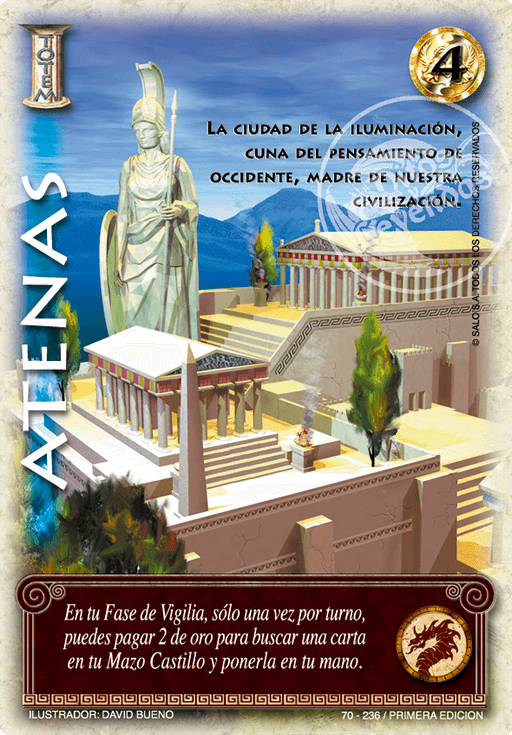 TOTEM
4
LA CIUDAD DE LA ILUMINACIÓN,
CUNA DEL PENSAMIENTO DE
OCCIDENTE, MADRE DE NUESTRA
CIVILIZACIÓN.
ATENAS
© SALO S.A. TODOS LOS DERECHOS RESERVADOS
En tu Fase de Vigilia, sólo una vez por turno,
puedes pagar 2 de oro para buscar una carta
en tu Mazo Castillo y ponerla en tu mano.
ILUSTRADOR: DAVID BUENO
70 - 236 / PRIMERA EDICION